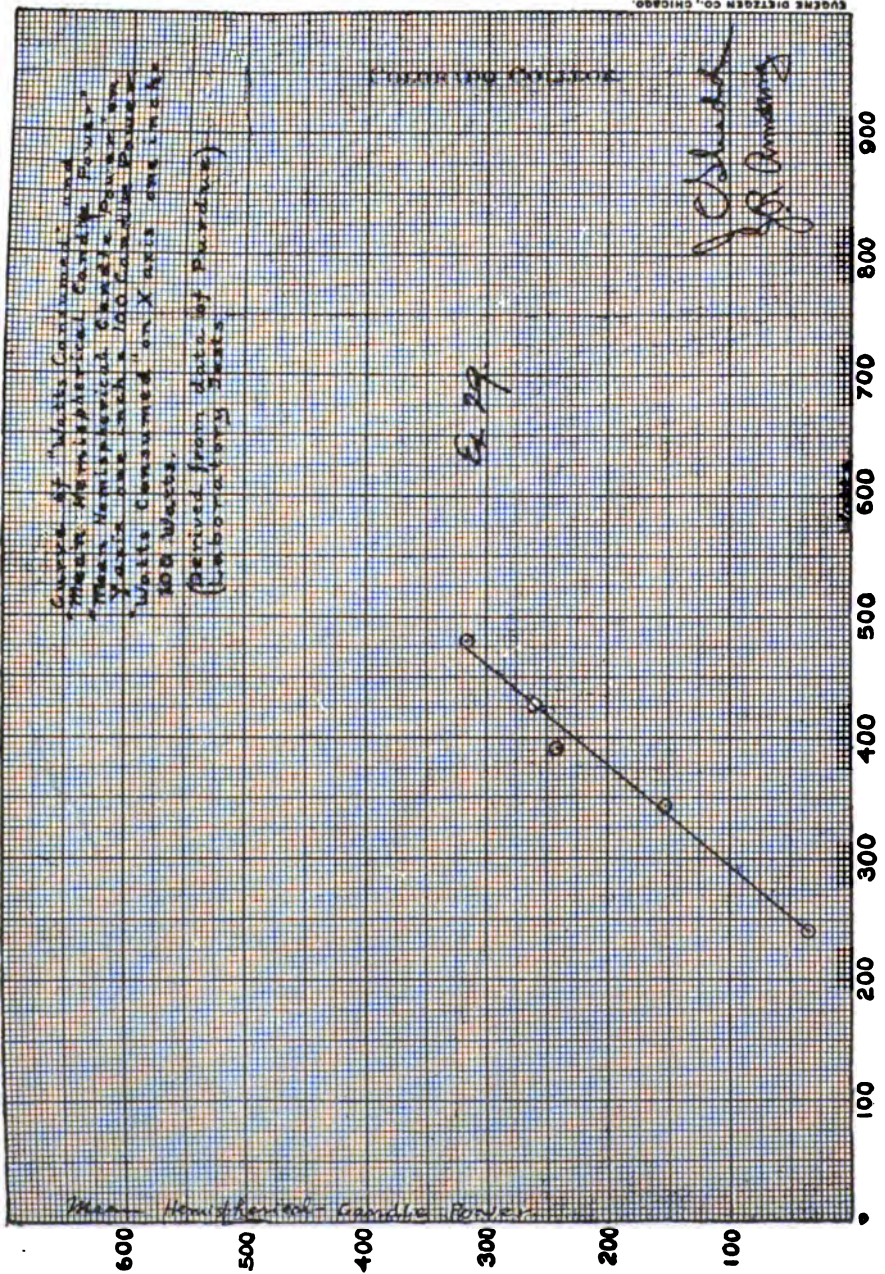 EUGENE DIETZGEN CO., CHICAGO.
COLORADO COLLEGE
Curve of "Watts Consumed" and
"Mean Hemispherical Candle Power"
"Mean Hemispherical Candle Power" on
Y axis one inch = 100 Candle Power
"Watts Consumed" on X axis one inch =
100 Watts.
(Derived from data of Purdue)
(Laboratory Tests)
Mean Hemispherical Candle Power
600
500
400
300
200
100
0
100
200
300
400
500
600
700
800
900